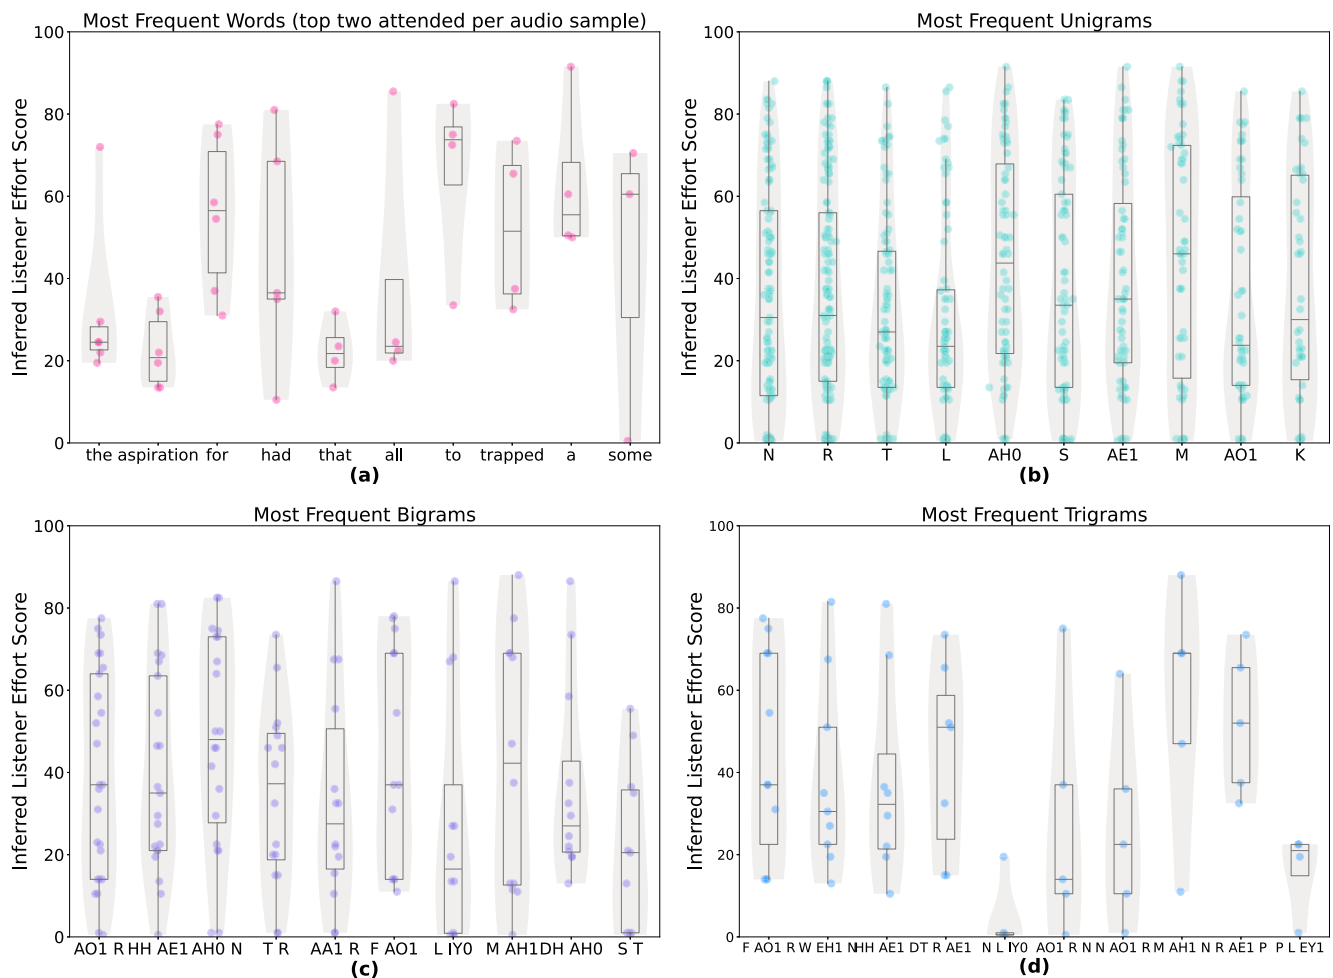 Most Frequent Words (top two attended per audio sample)
Inferred Listener Effort Score
100
80
60
40
20
0
the aspiration for had that all to trapped a some
(a)
Most Frequent Unigrams
Inferred Listener Effort Score
100
80
60
40
20
0
N R T L AH0 S AE1 M AO1 K
(b)
Most Frequent Bigrams
Inferred Listener Effort Score
100
80
60
40
20
0
AO1 R HH AE1 AH0 N T R AA1 R F AO1 L IY0 M AH1 DH AH0 S T
(c)
Most Frequent Trigrams
Inferred Listener Effort Score
100
80
60
40
20
0
F AO1 R W EH1 N HH AE1 D T R AE1 N L IY0 AO1 R N N AO1 R M AH1 N R AE1 P P L EY1
(d)